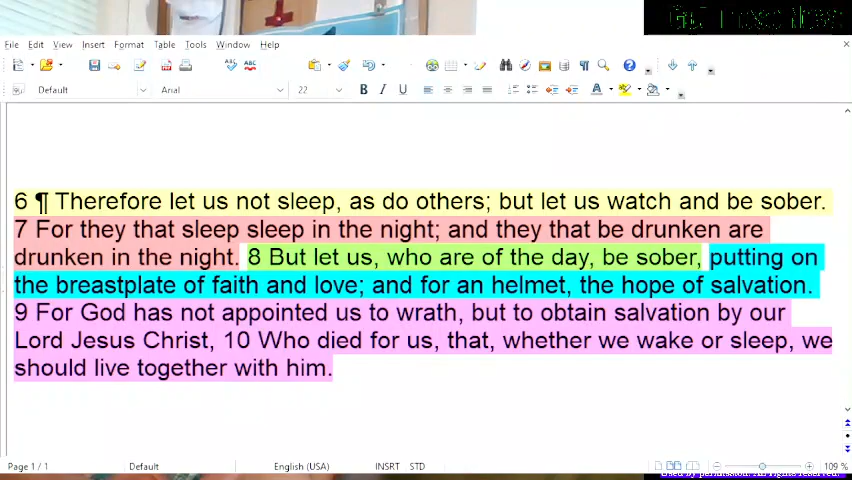 File Edit View Insert Format Table Tools Window Help
Default Arial 22
6 ¶ Therefore let us not sleep, as do others; but let us watch and be sober.
7 For they that sleep sleep in the night; and they that be drunken are
drunken in the night. 8 But let us, who are of the day, be sober, putting on
the breastplate of faith and love; and for an helmet, the hope of salvation.
9 For God has not appointed us to wrath, but to obtain salvation by our
Lord Jesus Christ, 10 Who died for us, that, whether we wake or sleep, we
should live together with him.
Page 1 / 1 Default English (USA) INSRT STD 109 %
Used by permission. All rights reserved.